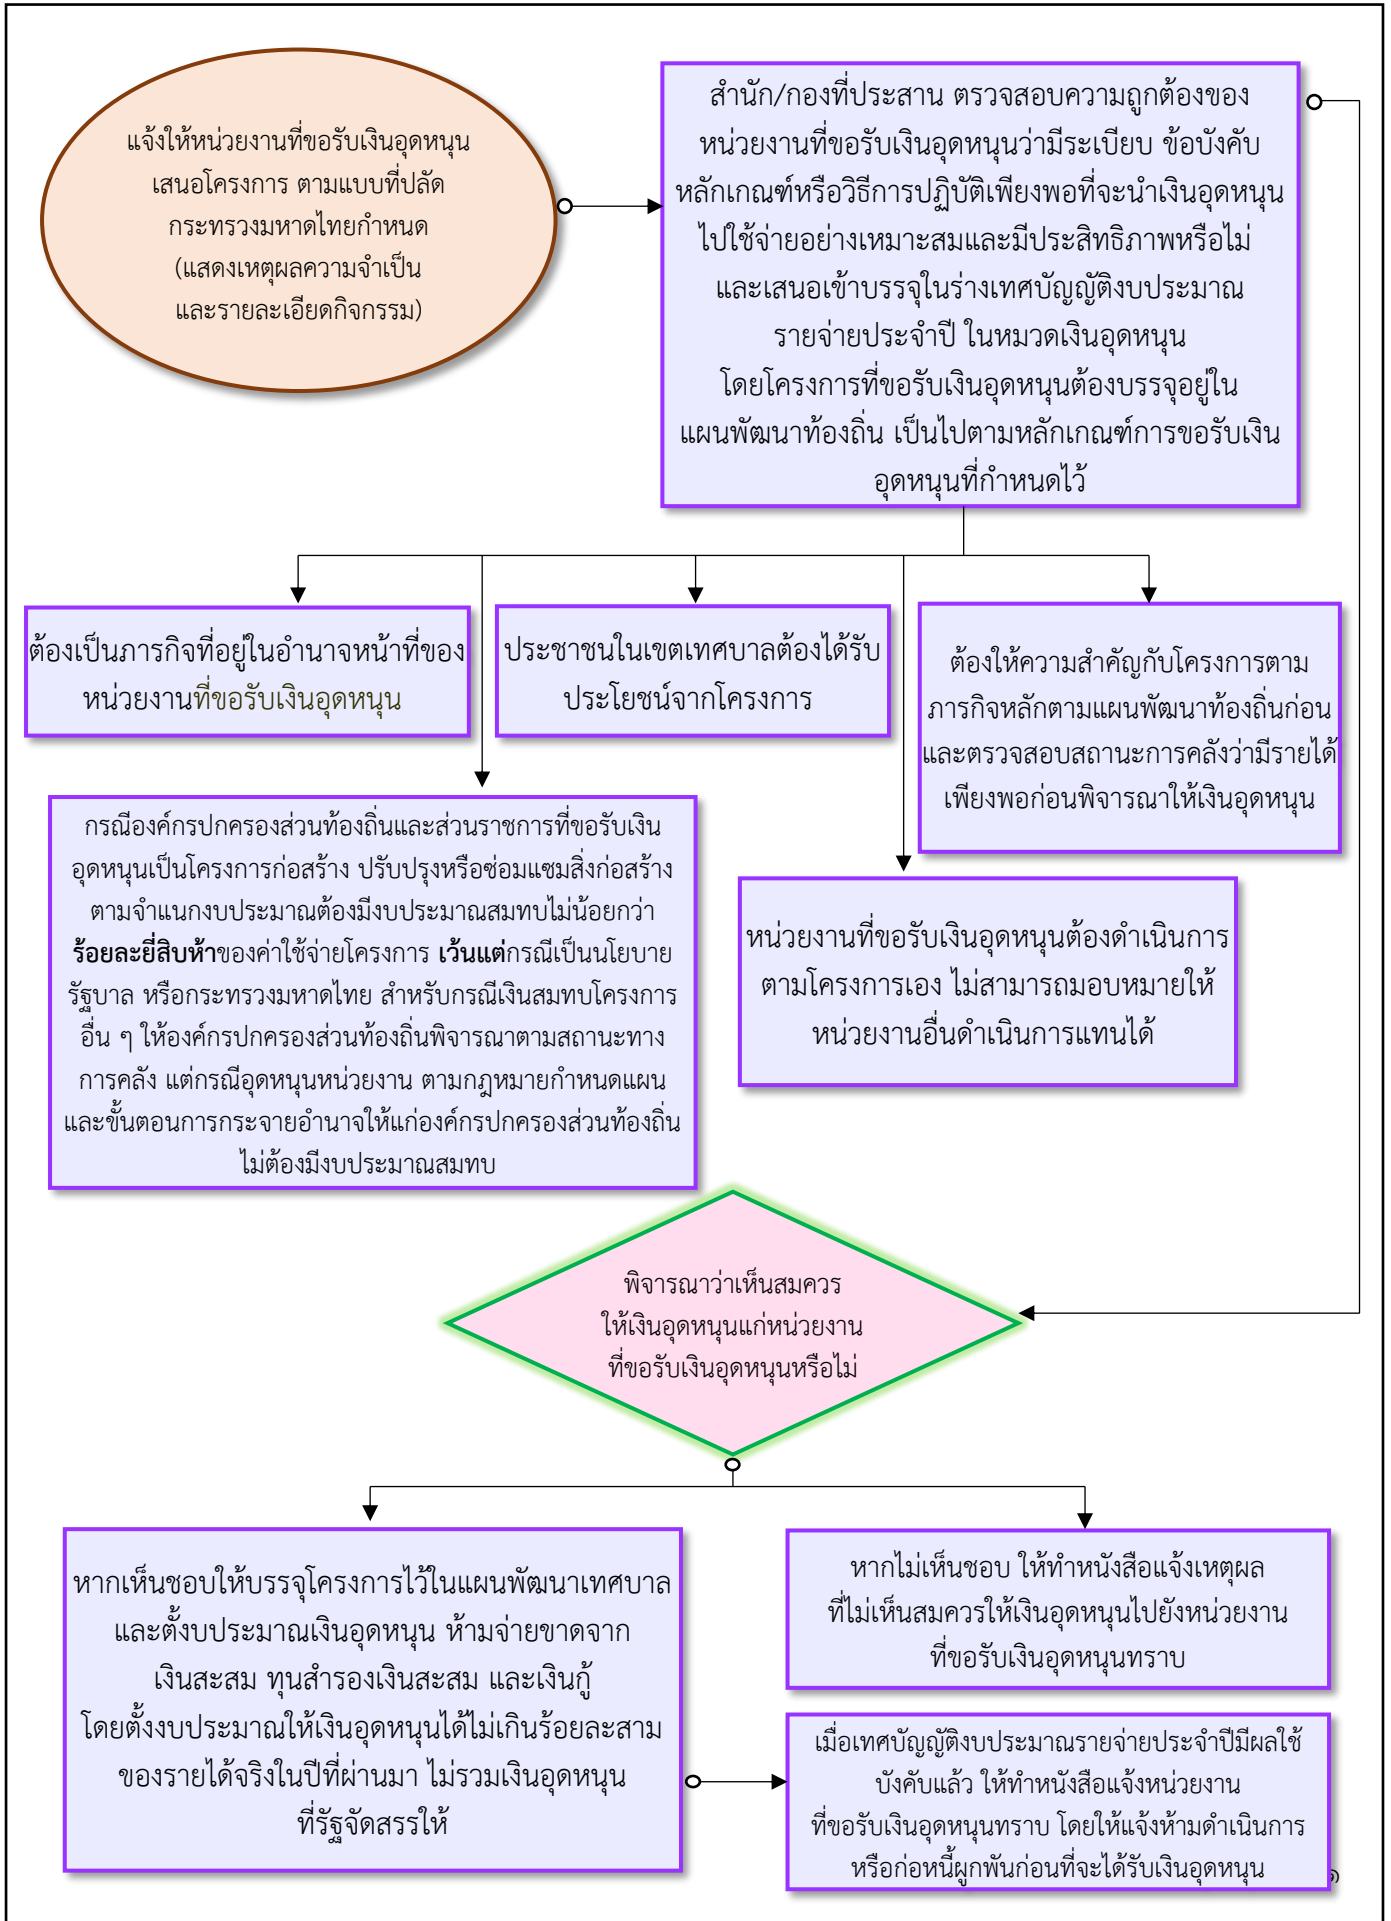 แจ้งให้หน่วยงานที่ขอรับเงินอุดหนุน
เสนอโครงการ ตามแบบที่ปลัด
กระทรวงมหาดไทยกำหนด
(แสดงเหตุผลความจำเป็น
และรายละเอียดกิจกรรม)
สำนัก/กองที่ประสาน ตรวจสอบความถูกต้องของ
หน่วยงานที่ขอรับเงินอุดหนุนว่ามีระเบียบ ข้อบังคับ
หลักเกณฑ์หรือวิธีการปฏิบัติเพียงพอที่จะนำเงินอุดหนุน
ไปใช้จ่ายอย่างเหมาะสมและมีประสิทธิภาพหรือไม่
และเสนอเข้าบรรจุในร่างเทศบัญญัติงบประมาณ
รายจ่ายประจำปี ในหมวดเงินอุดหนุน
โดยโครงการที่ขอรับเงินอุดหนุนต้องบรรจุอยู่ใน
แผนพัฒนาท้องถิ่น เป็นไปตามหลักเกณฑ์การขอรับเงิน
อุดหนุนที่กำหนดไว้
ต้องเป็นภารกิจที่อยู่ในอำนาจหน้าที่ของ
หน่วยงานที่ขอรับเงินอุดหนุน
ประชาชนในเขตเทศบาลต้องได้รับ
ประโยชน์จากโครงการ
ต้องให้ความสำคัญกับโครงการตาม
ภารกิจหลักตามแผนพัฒนาท้องถิ่นก่อน
และตรวจสอบสถานะการคลังว่ามีรายได้
เพียงพอก่อนพิจารณาให้เงินอุดหนุน
กรณีองค์กรปกครองส่วนท้องถิ่นและส่วนราชการที่ขอรับเงิน
อุดหนุนเป็นโครงการก่อสร้าง ปรับปรุงหรือซ่อมแซมสิ่งก่อสร้าง
ตามจำแนกงบประมาณต้องมีงบประมาณสมทบไม่น้อยกว่า
ร้อยละยี่สิบห้าของค่าใช้จ่ายโครงการ เว้นแต่กรณีเป็นนโยบาย
รัฐบาล หรือกระทรวงมหาดไทย สำหรับกรณีเงินสมทบโครงการ
อื่น ๆ ให้องค์กรปกครองส่วนท้องถิ่นพิจารณาตามสถานะทาง
การคลัง แต่กรณีอุดหนุนหน่วยงาน ตามกฎหมายกำหนดแผน
และขั้นตอนการกระจายอำนาจให้แก่องค์กรปกครองส่วนท้องถิ่น
ไม่ต้องมีงบประมาณสมทบ
หน่วยงานที่ขอรับเงินอุดหนุนต้องดำเนินการ
ตามโครงการเอง ไม่สามารถมอบหมายให้
หน่วยงานอื่นดำเนินการแทนได้
พิจารณาว่าเห็นสมควร
ให้เงินอุดหนุนแก่หน่วยงาน
ที่ขอรับเงินอุดหนุนหรือไม่
หากเห็นชอบให้บรรจุโครงการไว้ในแผนพัฒนาเทศบาล
และตั้งบประมาณเงินอุดหนุน ห้ามจ่ายขาดจาก
เงินสะสม ทุนสำรองเงินสะสม และเงินกู้
โดยตั้งงบประมาณให้เงินอุดหนุนได้ไม่เกินร้อยละสาม
ของรายได้จริงในปีที่ผ่านมา ไม่รวมเงินอุดหนุน
ที่รัฐจัดสรรให้
หากไม่เห็นชอบ ให้ทำหนังสือแจ้งเหตุผล
ที่ไม่เห็นสมควรให้เงินอุดหนุนไปยังหน่วยงาน
ที่ขอรับเงินอุดหนุนทราบ
เมื่อเทศบัญญัติงบประมาณรายจ่ายประจำปีมีผลใช้
บังคับแล้ว ให้ทำหนังสือแจ้งหน่วยงาน
ที่ขอรับเงินอุดหนุนทราบ โดยให้แจ้งห้ามดำเนินการ
หรือก่อหนี้ผูกพันก่อนที่จะได้รับเงินอุดหนุน